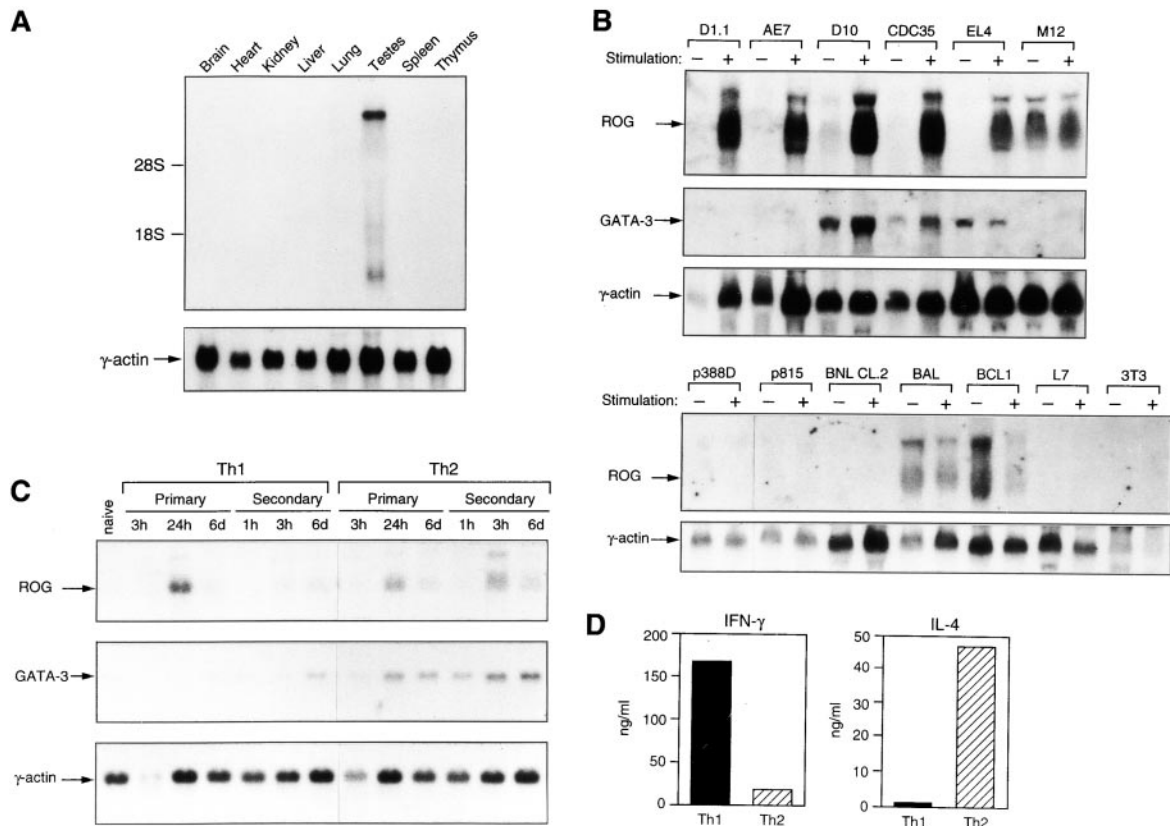 A
Brain Heart Kidney Liver Lung Testes Spleen Thymus
28S
18S
γ-actin
B
D1.1 AE7 D10 CDC35 EL4 M12
Stimulation: – + – + – + – + – + – +
ROG
GATA-3
γ-actin
p388D p815 BNL CL.2 BAL BCL1 L7 3T3
Stimulation: – + – + – + – + – + – + – +
ROG
γ-actin
C
Th1 Th2
naive Primary Secondary Primary Secondary
3h 24h 6d 1h 3h 6d 3h 24h 6d 1h 3h 6d
ROG
GATA-3
γ-actin
D
IFN-γ
ng/ml
200
150
100
50
0
Th1 Th2
IL-4
ng/ml
50
40
30
20
10
0
Th1 Th2